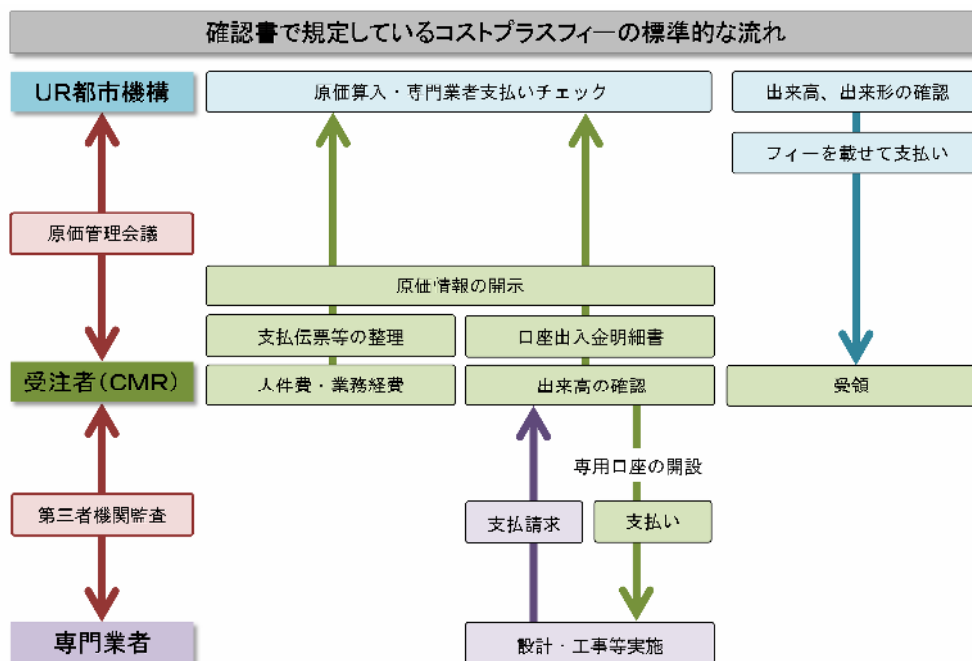 確認書で規定しているコストプラスフィーの標準的な流れ
UR都市機構
原価算入・専門業者支払いチェック
出来高、出来形の確認
フィーを載せて支払い
原価管理会議
原価情報の開示
支払伝票等の整理
口座出入金明細書
受注者(CMR)
人件費・業務経費
出来高の確認
受領
専用口座の開設
第三者機関監査
支払請求
支払い
専門業者
設計・工事等実施